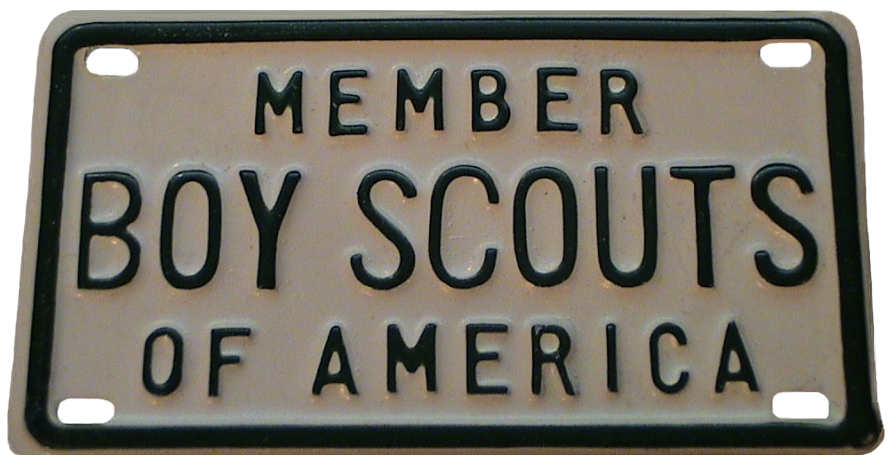 MEMBER
BOY SCOUTS
OF AMERICA